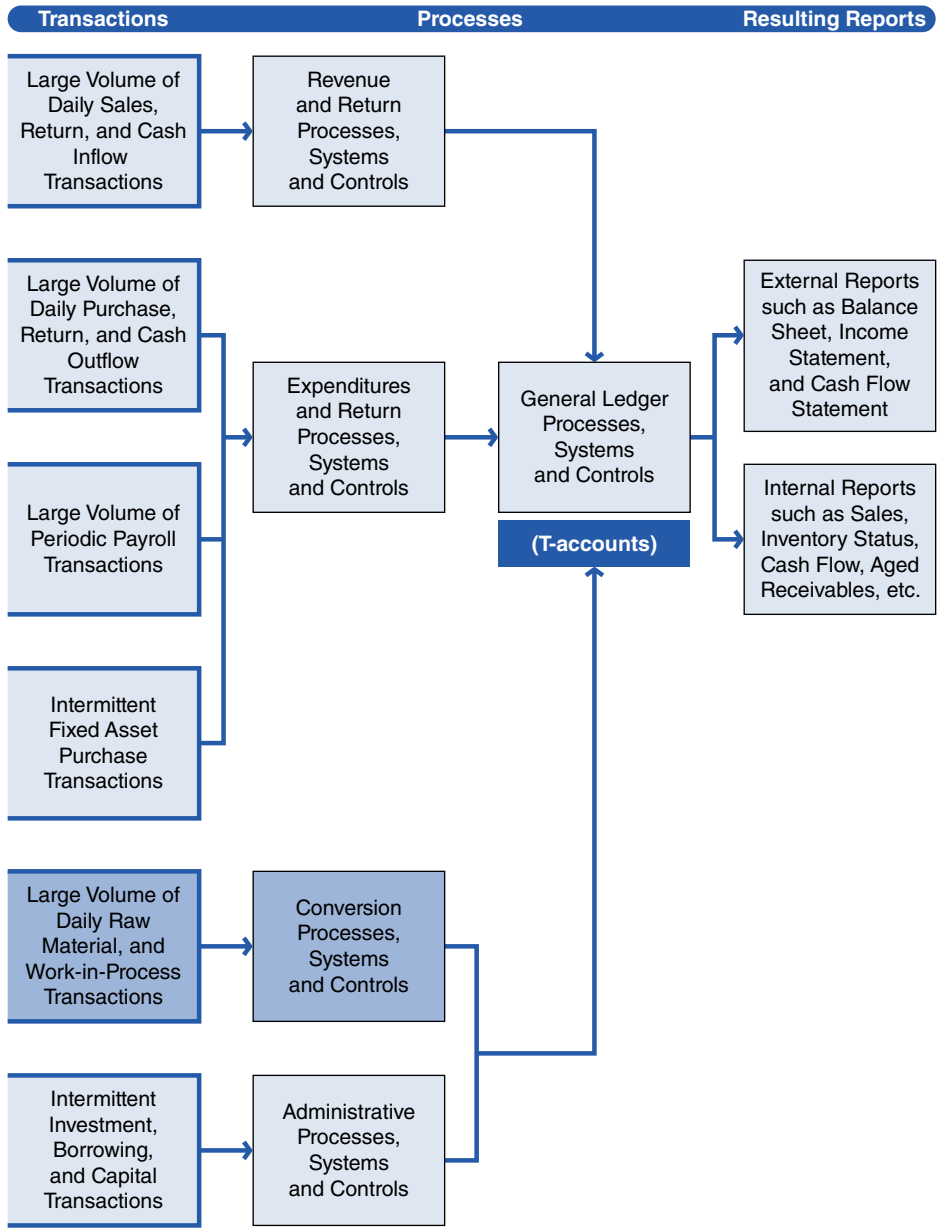 Transactions
Processes
Resulting Reports
Large Volume of
Daily Sales,
Return, and Cash
Inflow
Transactions
Revenue
and Return
Processes,
Systems
and Controls
Large Volume of
Daily Purchase,
Return, and Cash
Outflow
Transactions
Expenditures
and Return
Processes,
Systems
and Controls
General Ledger
Processes,
Systems
and Controls
(T-accounts)
External Reports
such as Balance
Sheet, Income
Statement,
and Cash Flow
Statement
Internal Reports
such as Sales,
Inventory Status,
Cash Flow, Aged
Receivables, etc.
Large Volume of
Periodic Payroll
Transactions
Intermittent
Fixed Asset
Purchase
Transactions
Large Volume of
Daily Raw
Material, and
Work-in-Process
Transactions
Conversion
Processes,
Systems
and Controls
Intermittent
Investment,
Borrowing,
and Capital
Transactions
Administrative
Processes,
Systems
and Controls